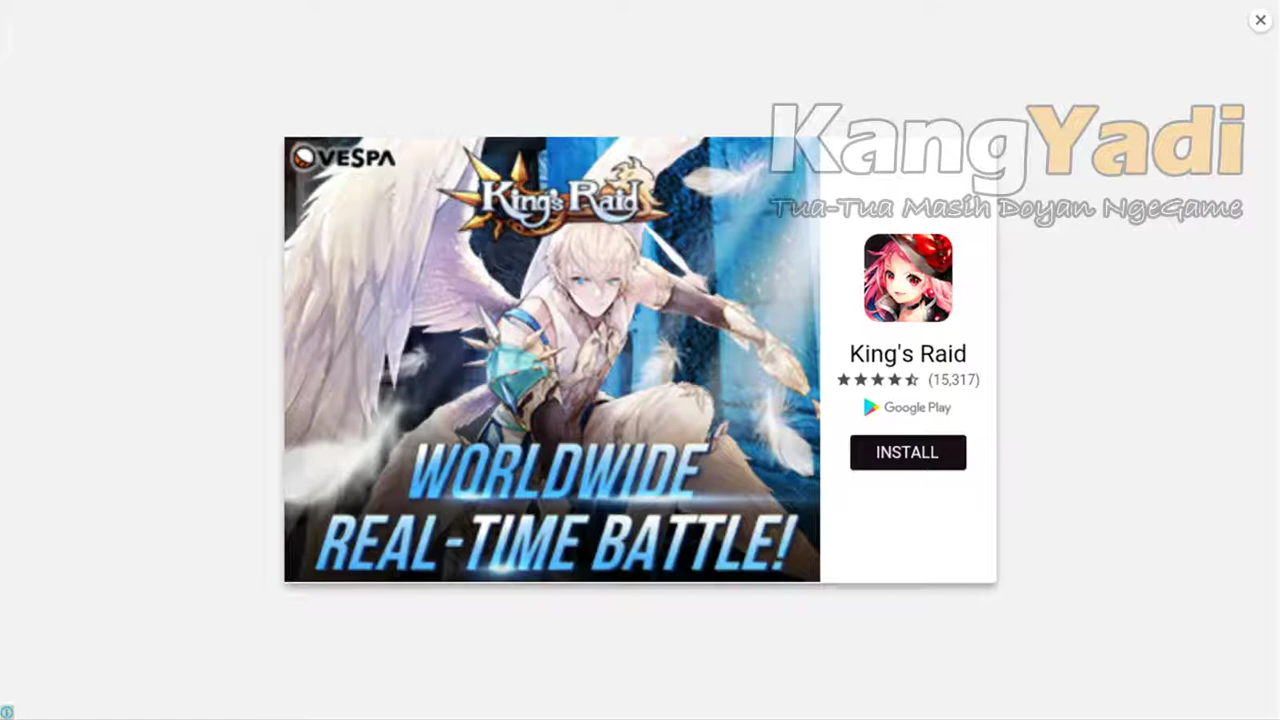 KangYadi
Tua-Tua Masih Doyan NgeGame
VESPA
King's Raid
WORLDWIDE
REAL-TIME BATTLE!
King's Raid
(15,317)
Google Play
INSTALL